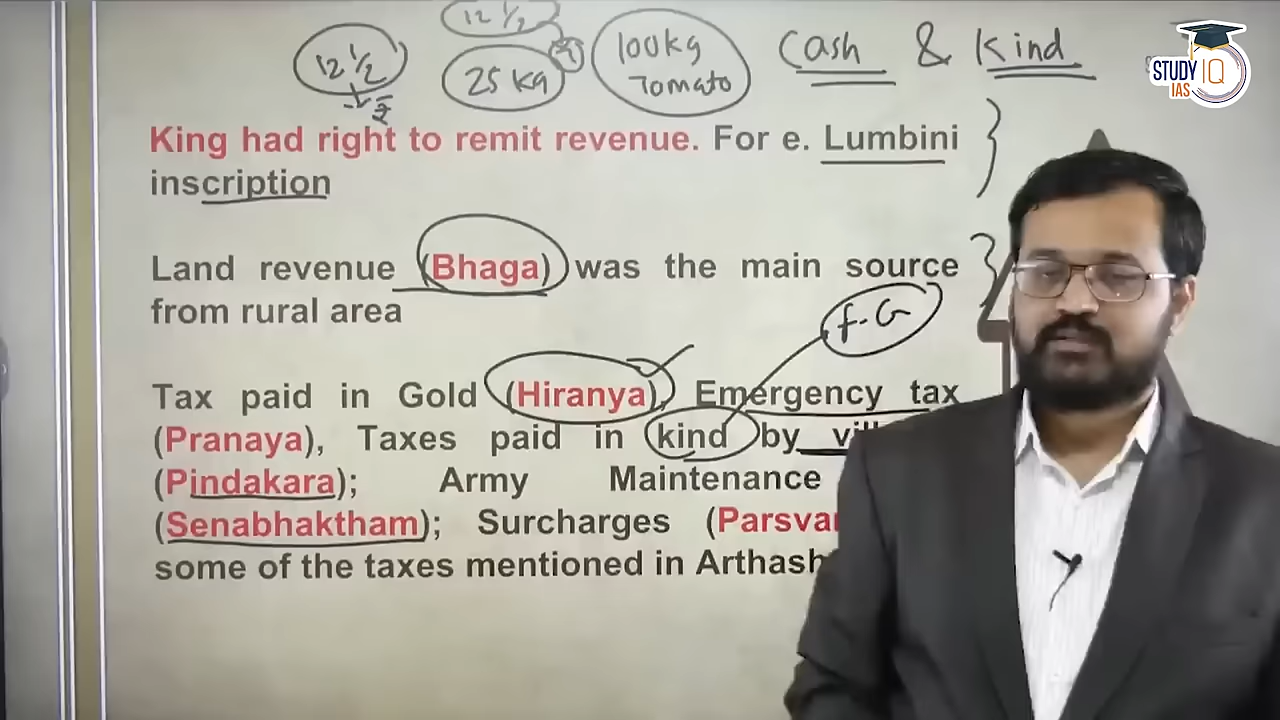 12 1/2
12 1/2
₹
25 kg
100kg
Tomato
Cash & Kind
STUDY IQ
IAS
King had right to remit revenue. For e. Lumbini
inscription
Land revenue (Bhaga) was the main source
from rural area
f.G
Tax paid in Gold (Hiranya), Emergency tax
(Pranaya), Taxes paid in kind by
(Pindakara); Army Maintenance
(Senabhaktham); Surcharges
some of the taxes mentioned in